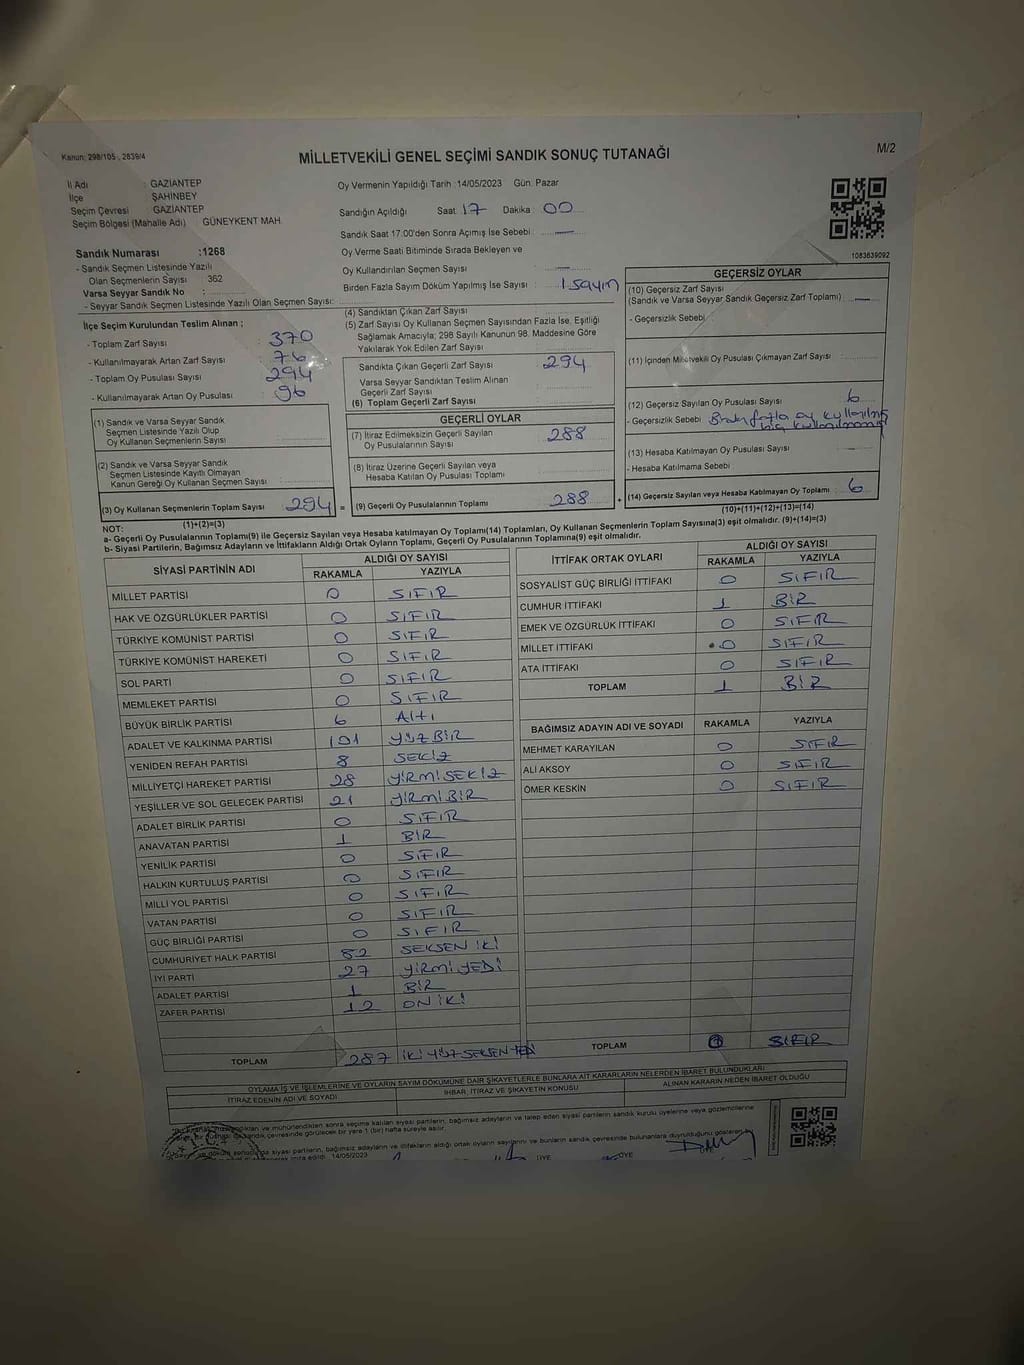 Kanun: 298/105 , 2839/4
MİLLETVEKİLİ GENEL SEÇİMİ SANDIK SONUÇ TUTANAĞI
M/2
İl Adı : GAZİANTEP
İlçe ŞAHİNBEY
Seçim Çevresi : GAZİANTEP
Seçim Bölgesi (Mahalle Adı) GÜNEYKENT MAH.
Sandık Numarası :1268
- Sandık Seçmen Listesinde Yazılı
Olan Seçmenlerin Sayısı 362
Varsa Seyyar Sandık No :
- Seyyar Sandık Seçmen Listesinde Yazılı Olan Seçmen Sayısı:
Oy Vermenin Yapıldığı Tarih :14/05/2023 Gün: Pazar
Sandığın Açıldığı Saat 17 Dakika 00
Sandık Saat 17:00'den Sonra Açımış İse Sebebi —
Oy Verme Saati Bitiminde Sırada Bekleyen ve
Oy Kullandırılan Seçmen Sayısı —
Birden Fazla Sayım Döküm Yapılmış İse Sayısı 1 sayım
1083639092
İlçe Seçim Kurulundan Teslim Alınan ;
- Toplam Zarf Sayısı : 370
- Kullanılmayarak Artan Zarf Sayısı : 76
- Toplam Oy Pusulası Sayısı : 294
- Kullanılmayarak Artan Oy Pusulası : 96
(1) Sandık ve Varsa Seyyar Sandık
Seçmen Listesinde Yazılı Olup
Oy Kullanan Seçmenlerin Sayısı :
(2) Sandık ve Varsa Seyyar Sandık
Seçmen Listesinde Kayıtlı Olmayan
Kanun Gereği Oy Kullanan Seçmen Sayısı :
(3) Oy Kullanan Seçmenlerin Toplam Sayısı 294 =
(1)+(2)=(3)
(4) Sandıktan Çıkan Zarf Sayısı
(5) Zarf Sayısı Oy Kullanan Seçmen Sayısından Fazla İse, Eşitliği
Sağlamak Amacıyla; 298 Sayılı Kanunun 98. Maddesine Göre
Yakılarak Yok Edilen Zarf Sayısı
Sandıkta Çıkan Geçerli Zarf Sayısı 294
Varsa Seyyar Sandıktan Teslim Alınan
Geçerli Zarf Sayısı
(6) Toplam Geçerli Zarf Sayısı
GEÇERLİ OYLAR
(7) İtiraz Edilmeksizin Geçerli Sayılan
Oy Pusulalarının Sayısı 288
(8) İtiraz Üzerine Geçerli Sayılan veya
Hesaba Katılan Oy Pusulası Toplamı
(9) Geçerli Oy Pusulalarının Toplamı 288 +
GEÇERSİZ OYLAR
(10) Geçersiz Zarf Sayısı
(Sandık ve Varsa Seyyar Sandık Geçersiz Zarf Toplamı) : —
- Geçersizlik Sebebi
(11) İçinden Milletvekili Oy Pusulası Çıkmayan Zarf Sayısı :
(12) Geçersiz Sayılan Oy Pusulası Sayısı 6
- Geçerlik Sebebi
(13) Hesaba Katılmayan Oy Pusulası Sayısı
- Hesaba Katılmama Sebebi
(14) Geçersiz Sayılan veya Hesaba Katılmayan Oy Toplamı : 6
(10)+(11)+(12)+(13)=(14)
NOT:
a- Geçerli Oy Pusulalarının Toplamı(9) ile Geçersiz Sayılan veya Hesaba katılmayan Oy Toplamı(14) Toplamları, Oy Kullanan Seçmenlerin Toplam Sayısına(3) eşit olmalıdır. (9)+(14)=(3)
b- Siyasi Partilerin, Bağımsız Adayların ve İttifakların Aldığı Oyların Toplamı, Geçerli Oy Pusulalarının Toplamına(9) eşit olmalıdır.
SİYASİ PARTİNİN ADI ALDIĞI OY SAYISI
RAKAMLA YAZIYLA
MİLLET PARTİSİ 0 SIFIR
HAK VE ÖZGÜRLÜKLER PARTİSİ 0 SIFIR
TÜRKİYE KOMÜNİST PARTİSİ 0 SIFIR
TÜRKİYE KOMÜNİST HAREKETİ 0 SIFIR
SOL PARTİ 0 SIFIR
MEMLEKET PARTİSİ 0 SIFIR
BÜYÜK BİRLİK PARTİSİ 6 Altı
ADALET VE KALKINMA PARTİSİ 101 YÜZ BİR
YENİDEN REFAH PARTİSİ 8 SEKİZ
MİLLİYETÇİ HAREKET PARTİSİ 28 YİRMİ SEKİZ
YEŞİLLER VE SOL GELECEK PARTİSİ 21 YİRMİ BİR
ADALET BİRLİK PARTİSİ 0 SIFIR
ANAVATAN PARTİSİ 1 BİR
YENİLİK PARTİSİ 0 SIFIR
HALKIN KURTULUŞ PARTİSİ 0 SIFIR
MİLLİ YOL PARTİSİ 0 SIFIR
VATAN PARTİSİ 0 SIFIR
GÜÇ BİRLİĞİ PARTİSİ 0 SIFIR
CUMHURİYET HALK PARTİSİ 82 SEKSEN İKİ
İYİ PARTİ 27 YİRMİ YEDİ
ADALET PARTİSİ 1 BİR
ZAFER PARTİSİ 12 ON İKİ
TOPLAM 287 İKİ YÜZ SEKSEN YEDİ
İTTİFAK ORTAK OYLARI ALDIĞI OY SAYISI
RAKAMLA YAZIYLA
SOSYALİST GÜÇ BİRLİĞİ İTTİFAKI 0 SIFIR
CUMHUR İTTİFAKI 1 BİR
EMEK VE ÖZGÜRLÜK İTTİFAKI 0 SIFIR
MİLLET İTTİFAKI 0 SIFIR
ATA İTTİFAKI 0 SIFIR
TOPLAM 1 BİR
BAĞIMSIZ ADAYIN ADI VE SOYADI RAKAMLA YAZIYLA
MEHMET KARAYILAN 0 SIFIR
ALİ AKSOY 0 SIFIR
ÖMER KESKİN 0 SIFIR
TOPLAM 0 SIFIR
OYLAMA İŞ VE İŞLEMLERİNE VE OYLARIN SAYIM DÖKÜMÜNE DAİR ŞİKAYETLERLE BUNLARA AİT KARARLARIN NELERDEN İBARET BULUNDUKLARI
İTİRAZ EDENİN ADI VE SOYADI İHBAR, İTİRAZ VE ŞİKAYETİN KONUSU ALINAN KARARIN NEDEN İBARET OLDUĞU
14/05/2023
ÜYE ÜYE